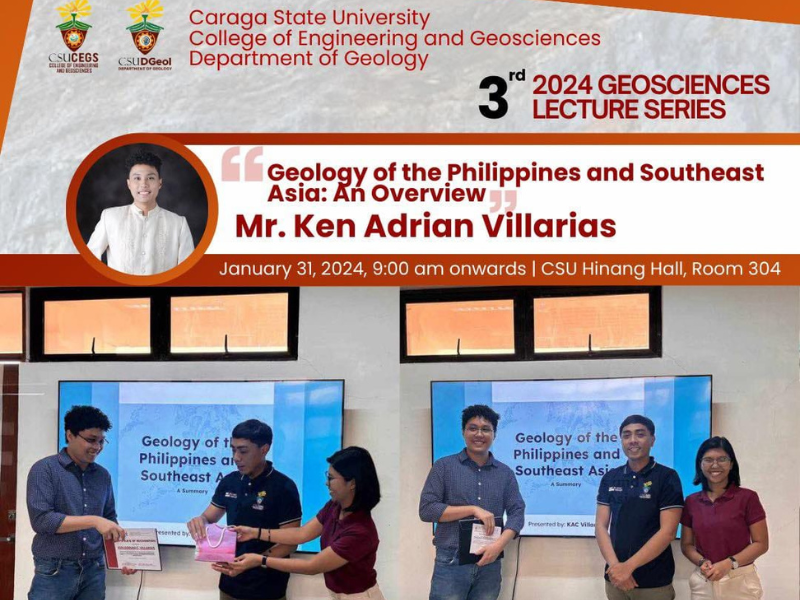 Caraga State University
College of Engineering and Geosciences
Department of Geology
CSUCEGS
COLLEGE OF ENGINEERING
AND GEOSCIENCES
CSUDGeol
DEPARTMENT OF GEOLOGY
3rd 2024 GEOSCIENCES
LECTURE SERIES
“Geology of the Philippines and Southeast
Asia: An Overview”
Mr. Ken Adrian Villarias
January 31, 2024, 9:00 am onwards | CSU Hinang Hall, Room 304
Geology of th
Philippines an
Southeast A
A Summary
Presented by:
Geology of the
Philippines and
Southeast Asia
A Summary
Presented by: KAC Villa